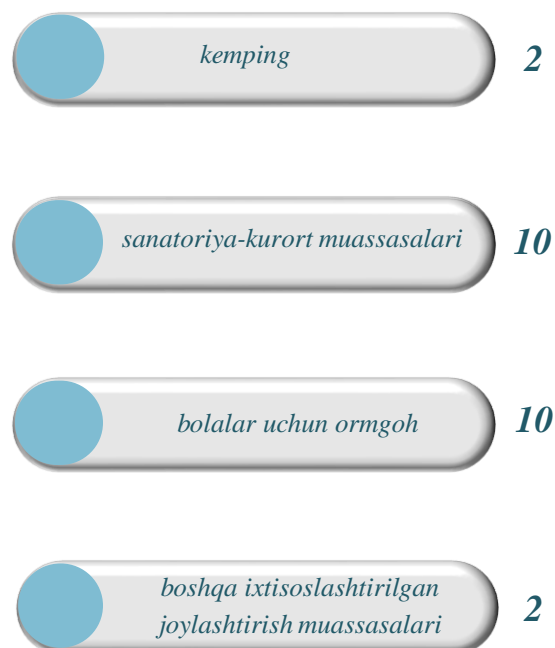 kemping 2
sanatoriya-kurort muassasalari 10
bolalar uchun ormgoh 10
boshqa ixtisoslashtirilgan
joylashtirish muassasalari 2